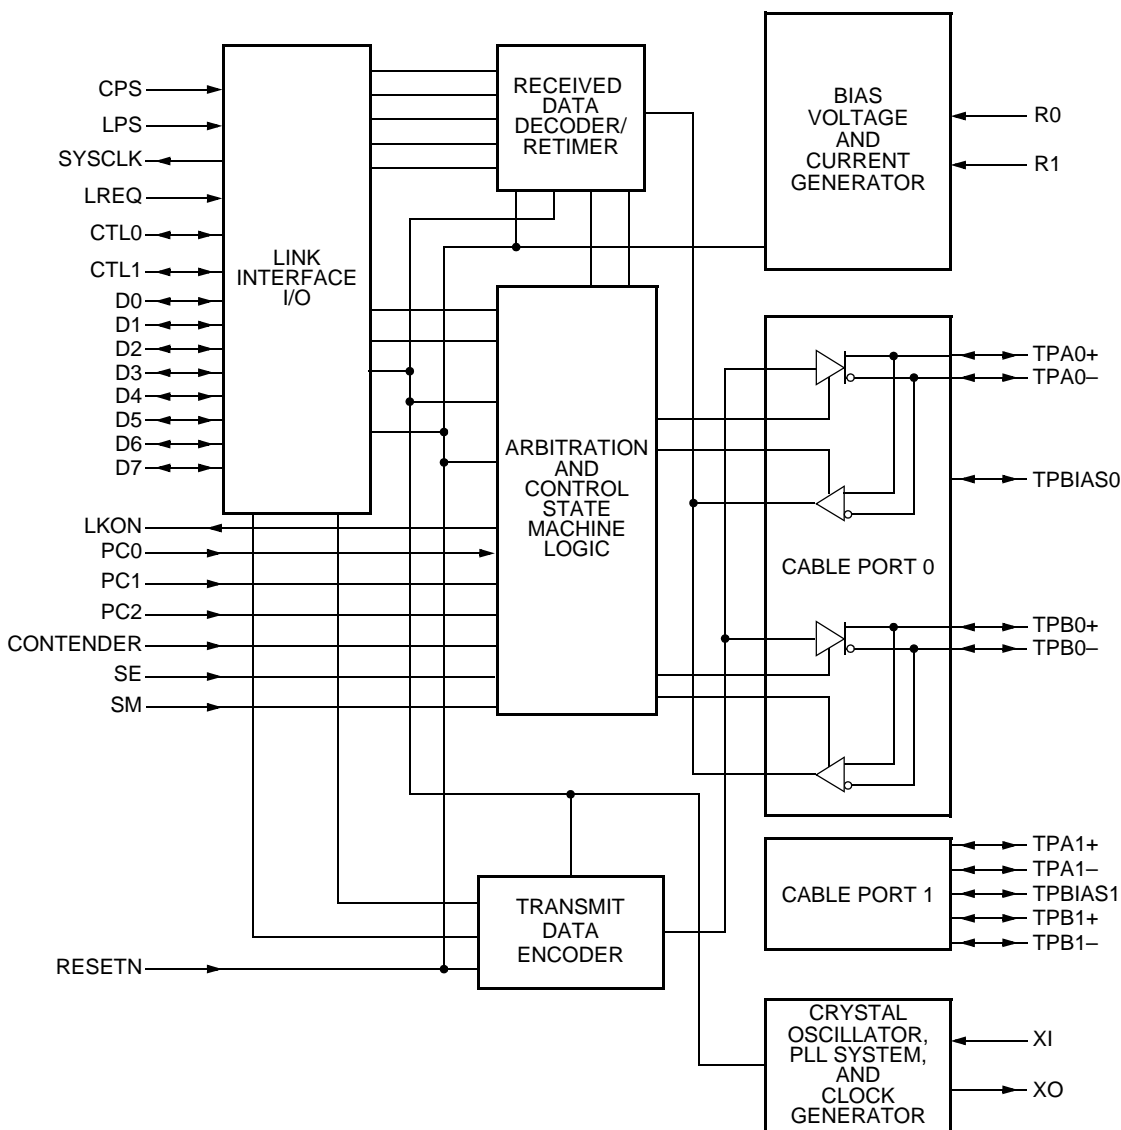 CPS
LPS
SYSCLK
LREQ
CTL0
CTL1
D0
D1
D2
D3
D4
D5
D6
D7
LKON
PC0
PC1
PC2
CONTENDER
SE
SM
RESETN
LINK
INTERFACE
I/O
RECEIVED
DATA
DECODER/
RETIMER
ARBITRATION
AND
CONTROL
STATE
MACHINE
LOGIC
TRANSMIT
DATA
ENCODER
BIAS
VOLTAGE
AND
CURRENT
GENERATOR
R0
R1
CABLE PORT 0
TPA0+
TPA0–
TPBIAS0
TPB0+
TPB0–
CABLE PORT 1
TPA1+
TPA1–
TPBIAS1
TPB1+
TPB1–
CRYSTAL
OSCILLATOR,
PLL SYSTEM,
AND
CLOCK
GENERATOR
XI
XO